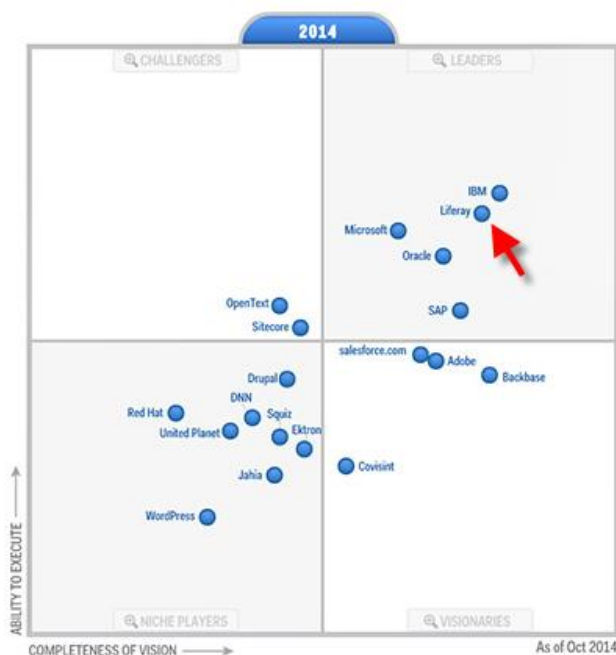 2014
CHALLENGERS
LEADERS
IBM
Liferay
Microsoft
Oracle
OpenText
SAP
Sitecore
salesforce.com
Adobe
Backbase
Drupal
DNN
Red Hat
Squiz
United Planet
Ektron
Covisint
Jahia
WordPress
ABILITY TO EXECUTE
NICHE PLAYERS
VISIONARIES
COMPLETENESS OF VISION
As of Oct 2014